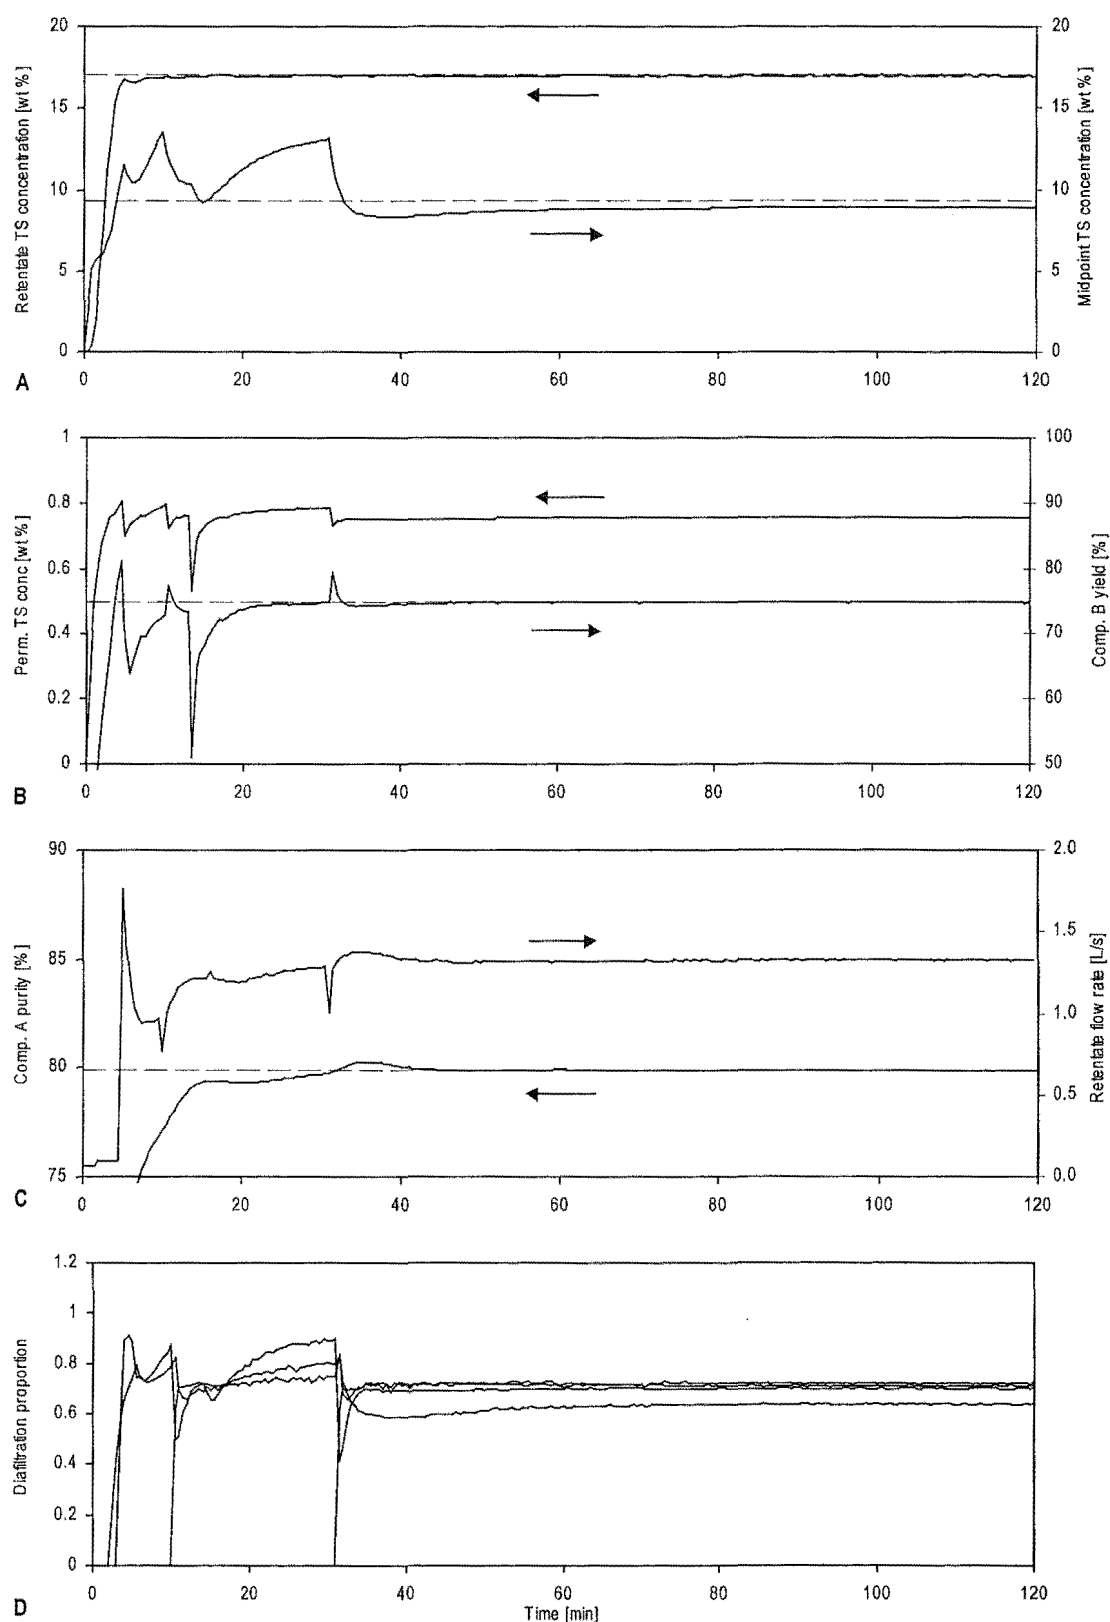 20
15
10
5
0
Retentate TS concentration [wt %]
20
15
10
5
0
Midpoint TS concentration [wt %]
0 20 40 60 80 100 120
A
1
0.8
0.6
0.4
0.2
0
Perm. TS conc [wt %]
100
90
80
70
60
50
Comp. B yield [%]
0 20 40 60 80 100 120
B
90
85
80
75
Comp. A purity [%]
2.0
1.5
1.0
0.5
0.0
Retentate flow rate [L/s]
0 20 40 60 80 100 120
C
1.2
1
0.8
0.6
0.4
0.2
0
Diafiltration proportion
0 20 40 60 80 100 120
D
Time [min]